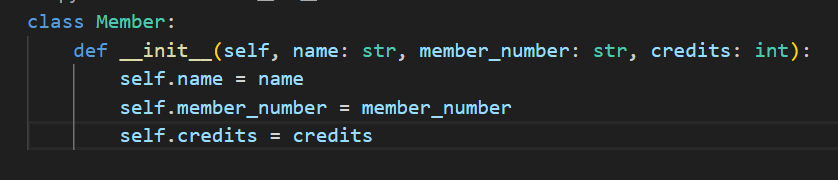 class Member:
    def __init__(self, name: str, member_number: str, credits: int):
        self.name = name
        self.member_number = member_number
        self.credits = credits